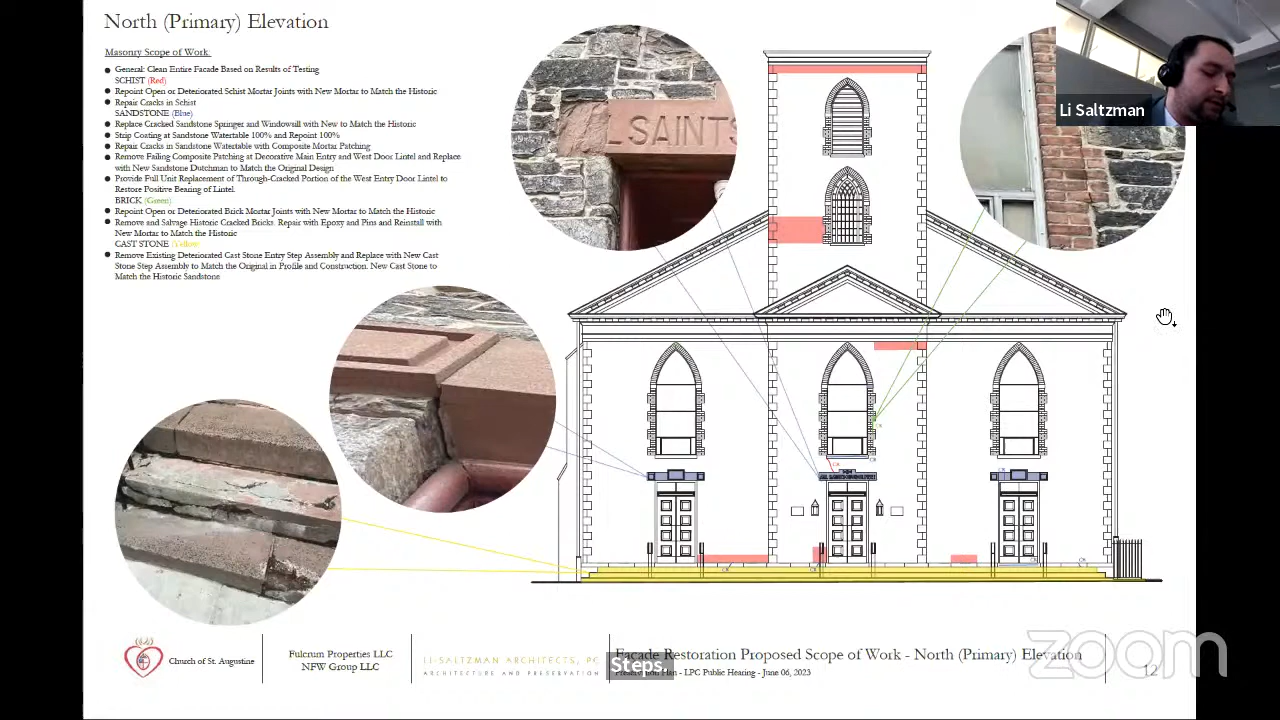 North (Primary) Elevation
Masonry Scope of Work:
General: Clean Entire Facade Based on Results of Testing
SCHIST (Red)
Repoint Open or Deteriorated Schist Mortar Joints with New Mortar to Match the Historic
Repair Cracks in Schist
SANDSTONE (Blue)
Replace Cracked Sandstone Springer and Windowsill with New to Match the Historic
Strip Coating at Sandstone Watertable 100% and Repoint 100%
Repair Cracks in Sandstone Watertable with Composite Mortar Patching
Remove Failing Composite Patching at Decorative Main Entry and West Door Lintel and Replace
with New Sandstone Dutchman to Match the Original Design
Provide Full Unit Replacement of Through-Cracked Portion of the West Entry Door Lintel to
Restore Positive Bearing of Lintel.
BRICK (Green)
Repoint Open or Deteriorated Brick Mortar Joints with New Mortar to Match the Historic
Remove and Salvage Historic Cracked Bricks. Repair with Epoxy and Pins and Reinstall with
New Mortar to Match the Historic
CAST STONE (Yellow)
Remove Existing Deteriorated Cast Stone Entry Step Assembly and Replace with New Cast
Stone Step Assembly to Match the Original in Profile and Construction. New Cast Stone to
Match the Historic Sandstone
L SAINTS
Li Saltzman
Church of St. Augustine
Fulcrum Properties LLC
NFW Group LLC
LI·SALTZMAN ARCHITECTS, PC
ARCHITECTURE AND PRESERVATION
Facade Restoration Proposed Scope of Work - North (Primary) Elevation
Preservation Plan - LPC Public Hearing - June 06, 2023
Steps.
12
zoom